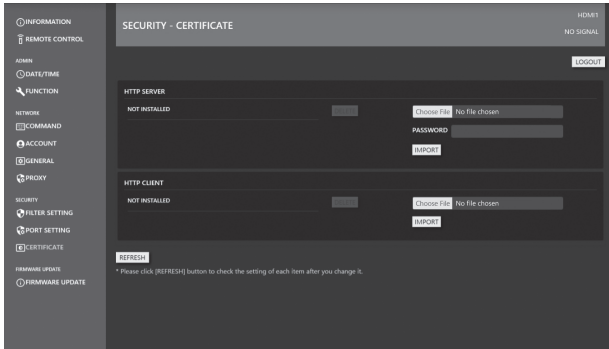 INFORMATION
REMOTE CONTROL
ADMIN
DATE/TIME
FUNCTION
NETWORK
COMMAND
ACCOUNT
GENERAL
PROXY
SECURITY
FILTER SETTING
PORT SETTING
CERTIFICATE
FIRMWARE UPDATE
FIRMWARE UPDATE
SECURITY - CERTIFICATE
HDMI1
NO SIGNAL
LOGOUT
HTTP SERVER
NOT INSTALLED
Choose File No file chosen
PASSWORD
IMPORT
HTTP CLIENT
NOT INSTALLED
Choose File No file chosen
IMPORT
REFRESH
* Please click [REFRESH] button to check the setting of each item after you change it.